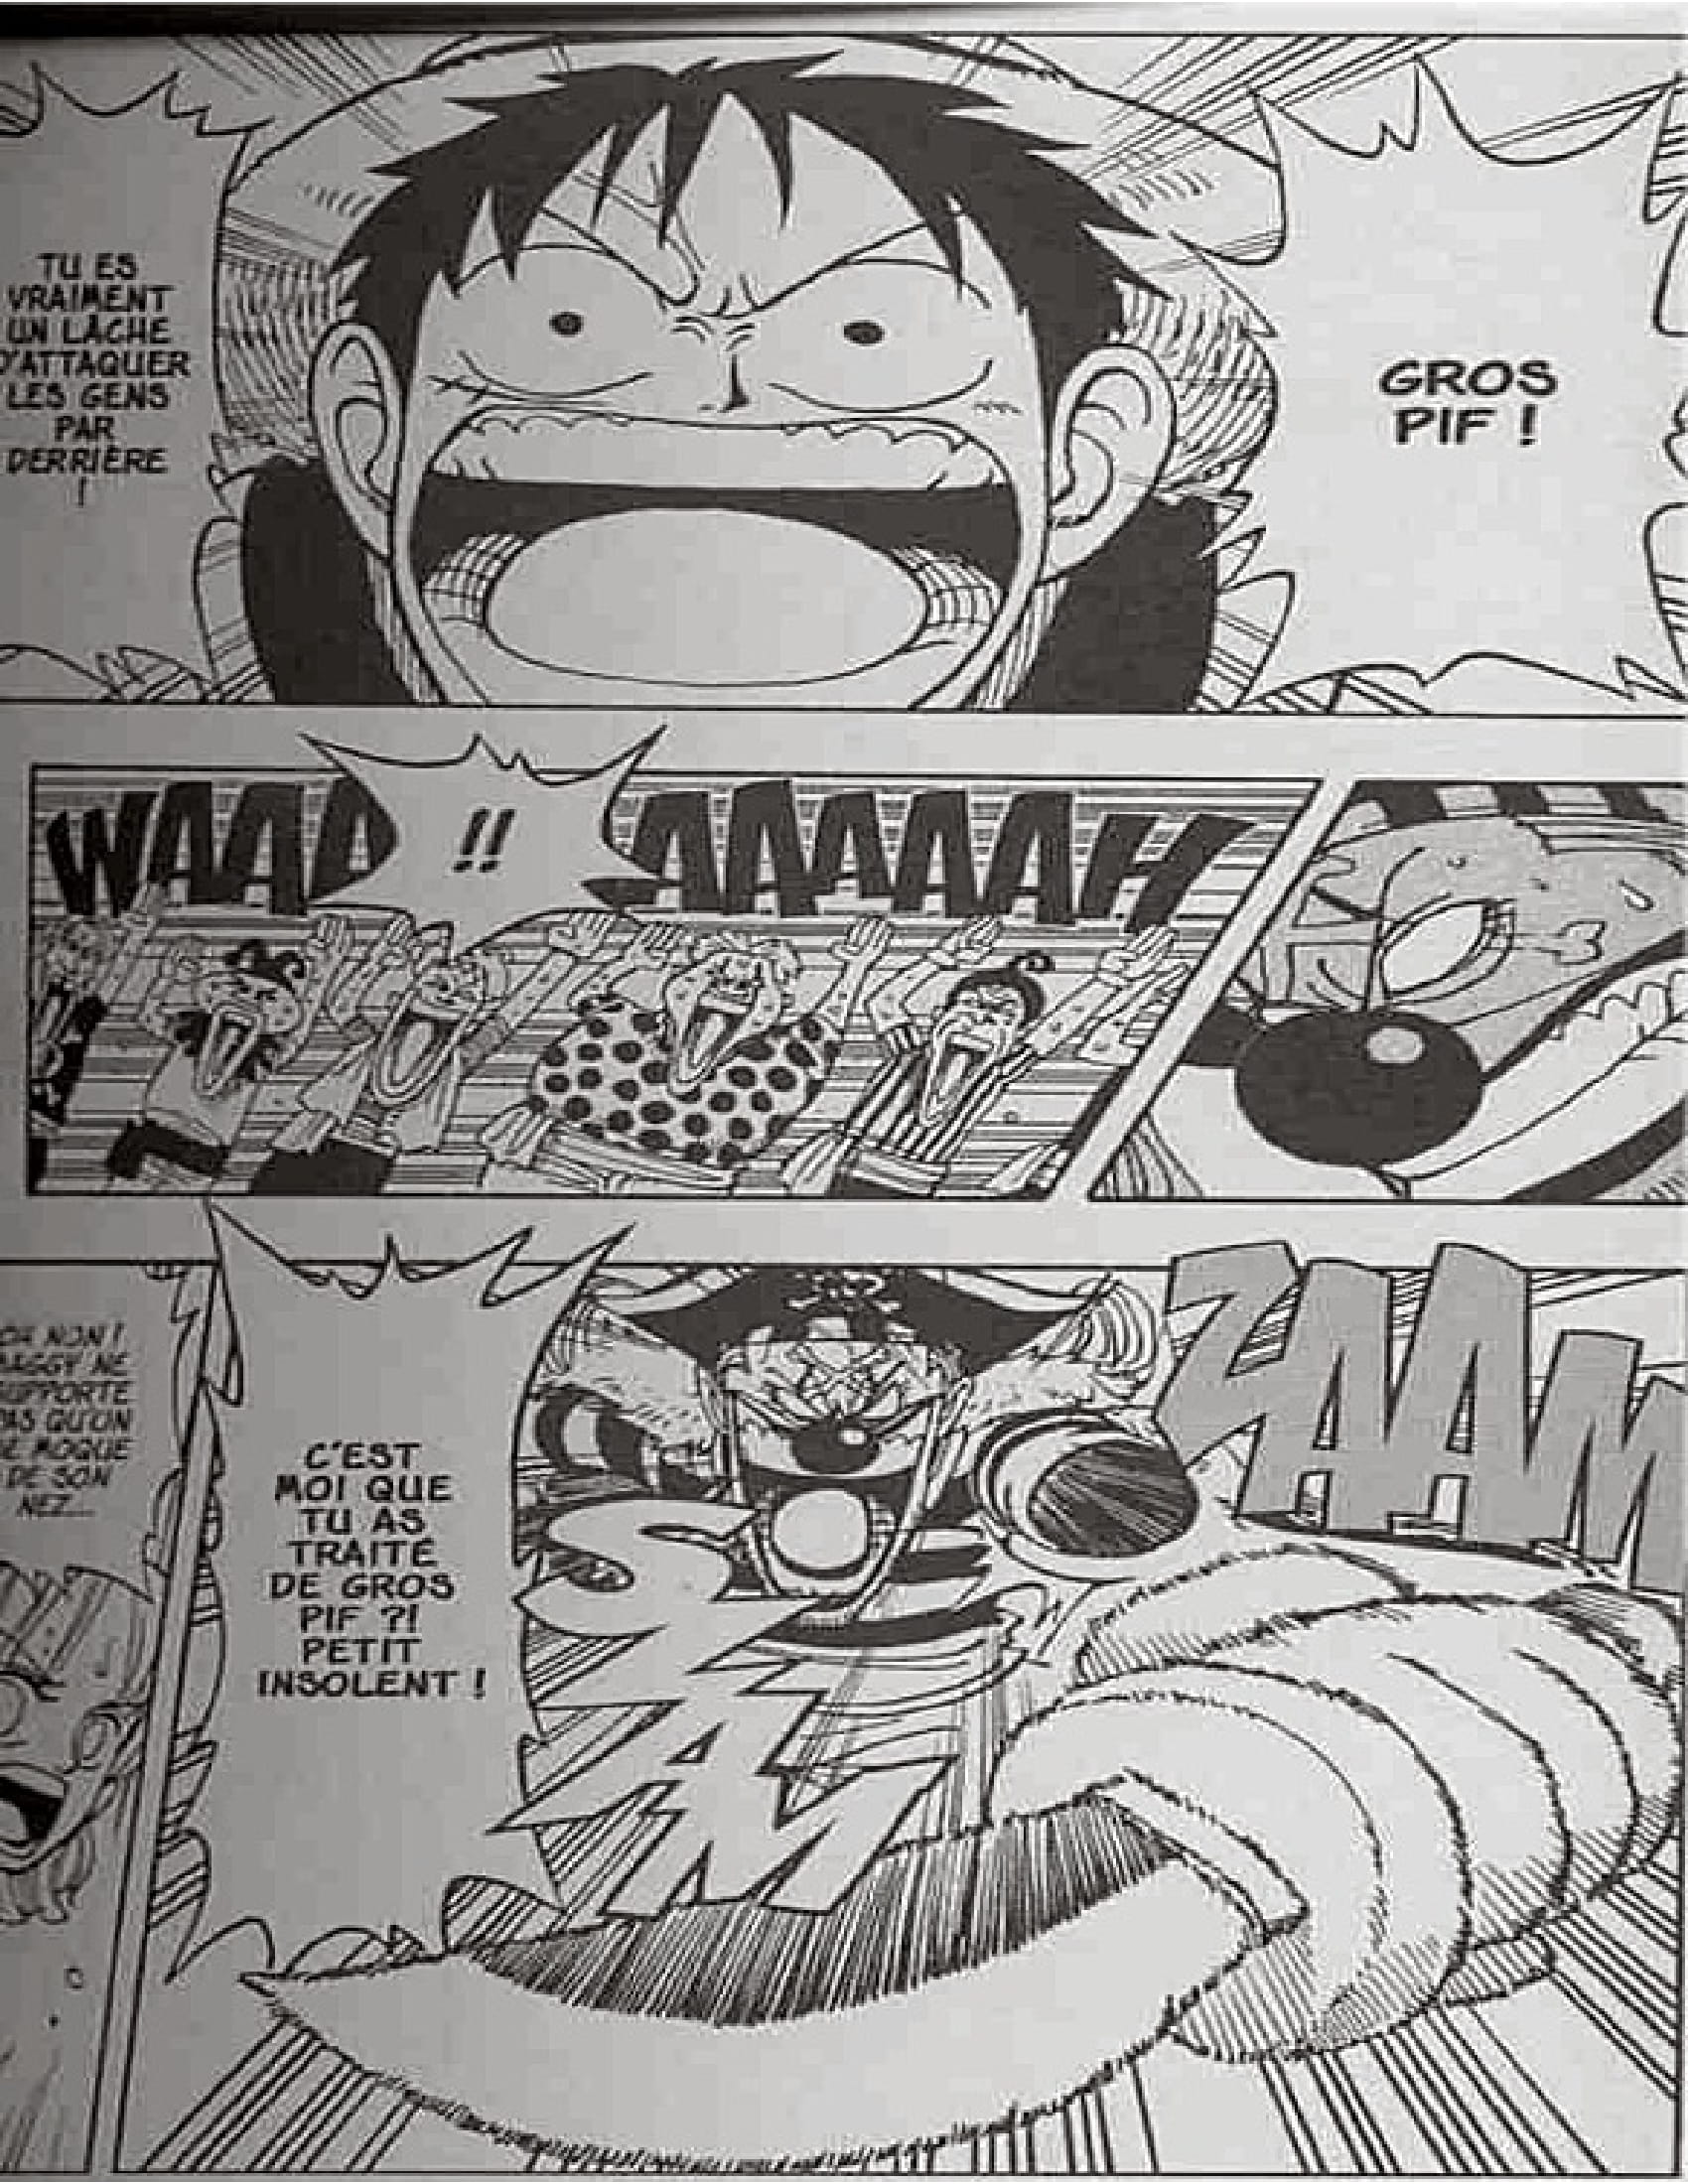 GROS
PIF !
TU ES
VRAIMENT
UN LÂCHE
D'ATTAQUER
LES GENS
PAR
DERRIÈRE
!
WAAA
!!
AAAAAH
ZAAM
C'EST
MOI QUE
TU AS
TRAITÉ
DE GROS
PIF ?!
PETIT
INSOLENT !
OH NON !
BAGGY NE
SUPPORTE
PAS QU'ON
SE MOQUE
DE SON
NEZ...